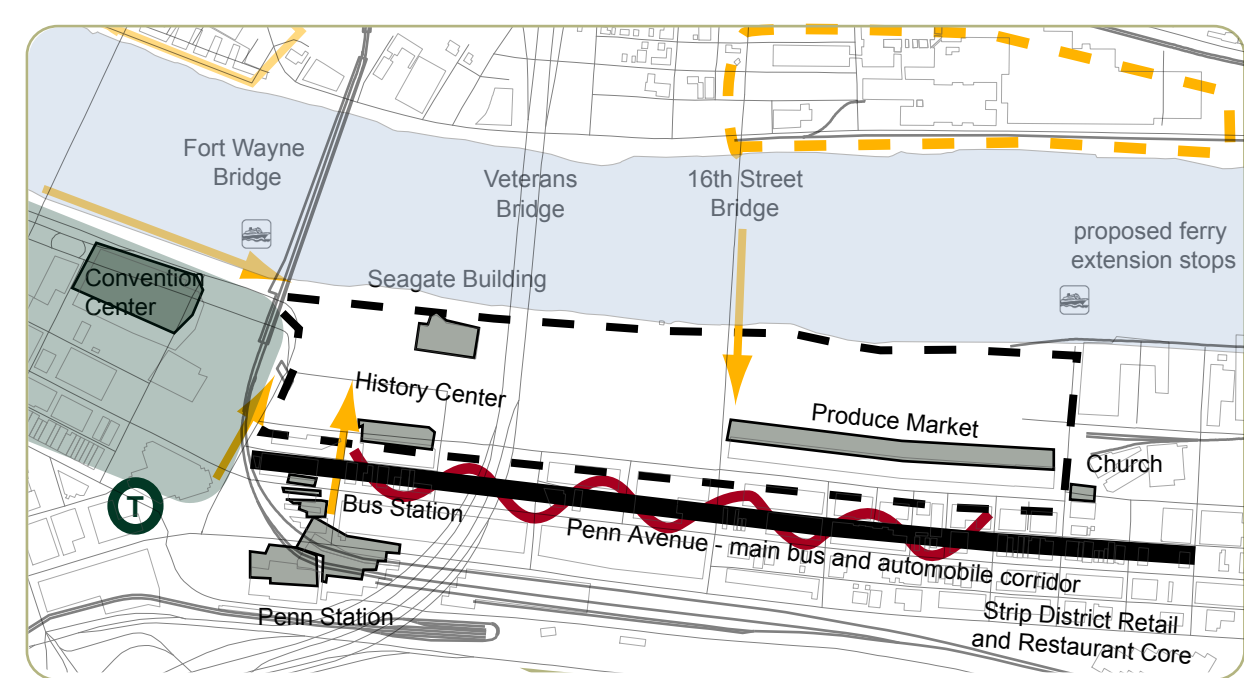 Fort Wayne
Bridge
Veterans
Bridge
16th Street
Bridge
proposed ferry
extension stops
Convention
Center
Seagate Building
History Center
Produce Market
Church
T
Bus Station
Penn Avenue - main bus and automobile corridor
Penn Station
Strip District Retail
and Restaurant Core